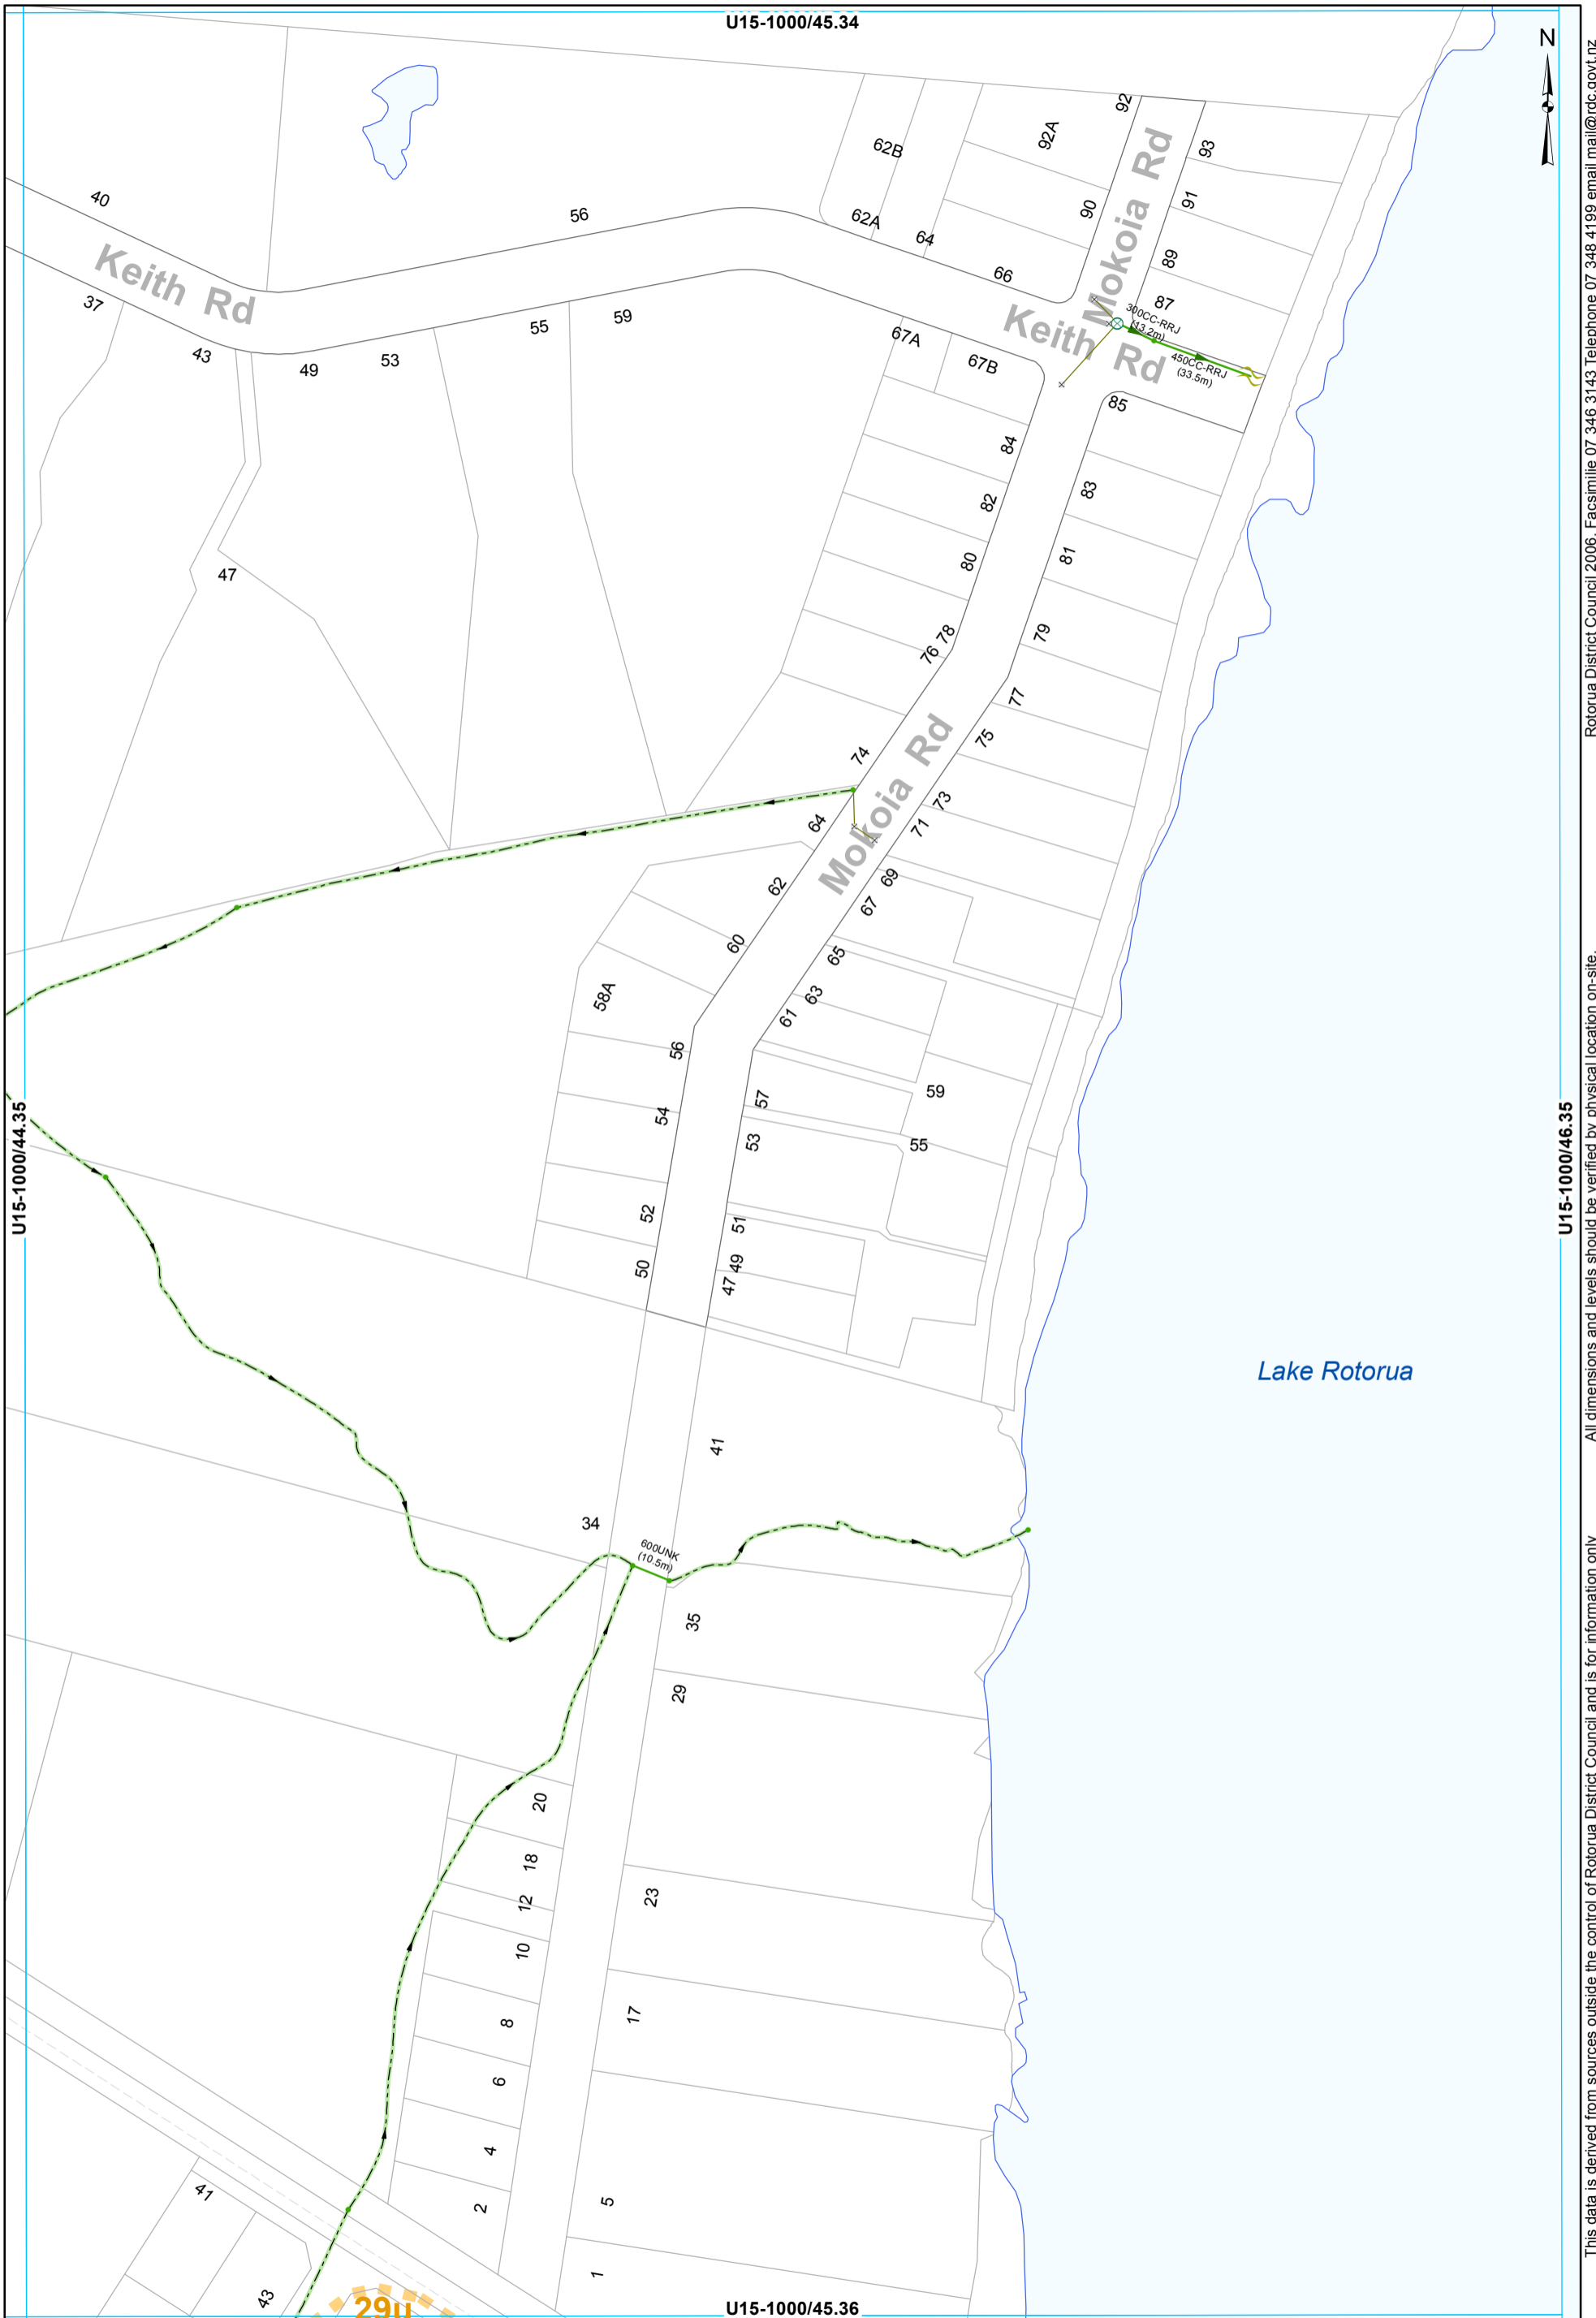 U15-1000/45.34
N
92
92A
Mokoia Rd
93
62B
91
40
90
56
62A
64
89
66
Keith Rd
87
37
300CC-RRJ
(13.2m)
59
55
Keith Rd
67A
43
53
49
67B
450CC-RRJ
(33.5m)
85
84
83
82
81
80
47
79
78
76
77
75
74
Mokoia Rd
73
71
64
69
62
67
60
65
63
58A
61
56
59
57
54
U15-1000/44.35
U15-1000/46.35
53
55
52
51
49
50
47
Lake Rotorua
41
34
600UNK
(10.5m)
35
29
20
18
23
12
10
17
8
6
4
41
5
2
1
43
29u
U15-1000/45.36
Rotorua District Council 2006. Facsimilie 07 346 3143 Telephone 07 348 4199 email mail@rdc.govt.nz
All dimensions and levels should be verified by physical location on-site.
This data is derived from sources outside the control of Rotorua District Council and is for information only